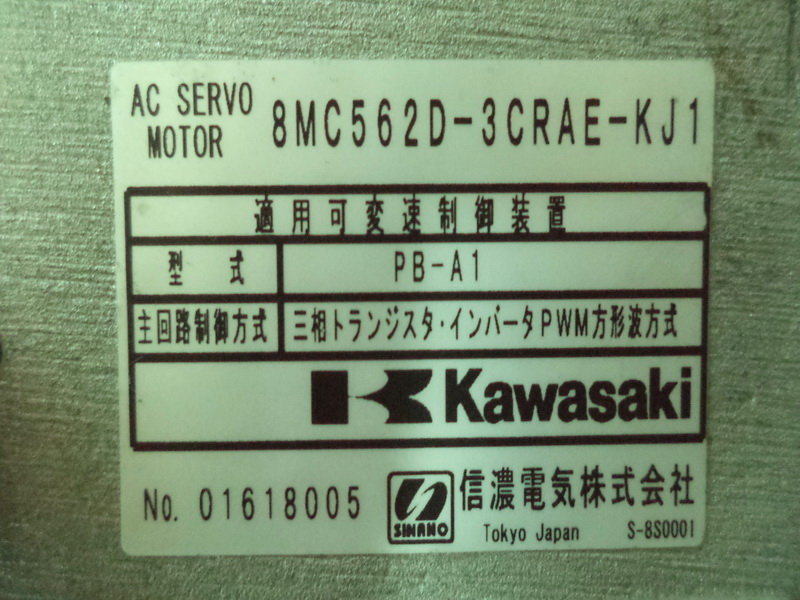 AC SERVO MOTOR 8MC562D-3CRAE-KJ1
適用可変速制御装置
型 式 PB-A1
主回路制御方式 三相トランジスタ・インバータPWM方形波方式
Kawasaki
No. 01618005 SINANO 信濃電気株式会社
Tokyo Japan S-8S0001